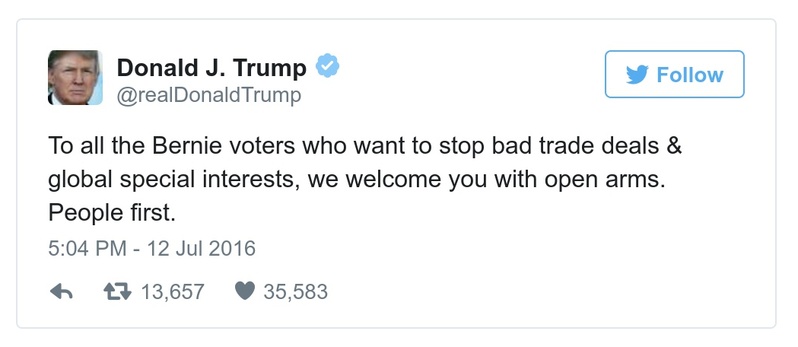 Donald J. Trump
Follow
@realDonaldTrump
To all the Bernie voters who want to stop bad trade deals &
global special interests, we welcome you with open arms.
People first.
5:04 PM - 12 Jul 2016
13,657 35,583